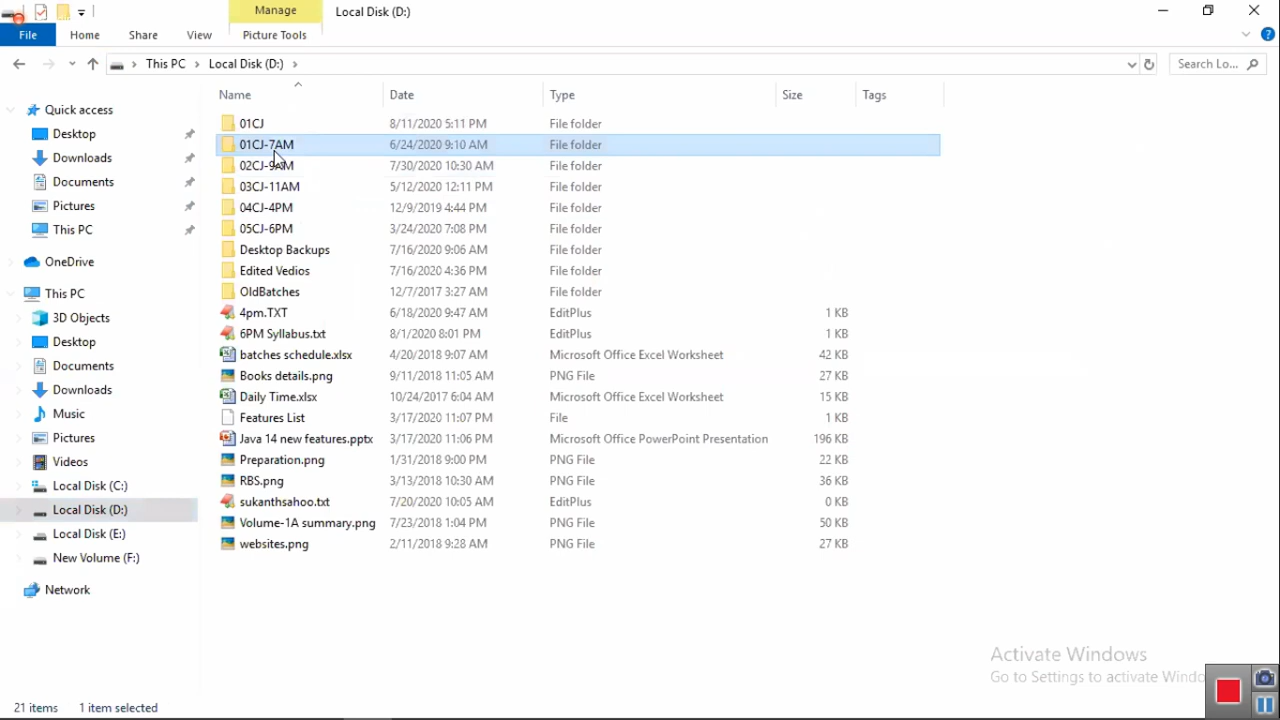 Manage
Local Disk (D:)
File
Home
Share
View
Picture Tools
This PC > Local Disk (D:) >
Search Lo...
Name Date Type Size Tags
Quick access
Desktop
Downloads
Documents
Pictures
This PC
OneDrive
This PC
3D Objects
Desktop
Documents
Downloads
Music
Pictures
Videos
Local Disk (C:)
Local Disk (D:)
Local Disk (E:)
New Volume (F:)
Network
01CJ 8/11/2020 5:11 PM File folder
01CJ-7AM 6/24/2020 9:10 AM File folder
02CJ-9AM 7/30/2020 10:30 AM File folder
03CJ-11AM 5/12/2020 12:11 PM File folder
04CJ-4PM 12/9/2019 4:44 PM File folder
05CJ-6PM 3/24/2020 7:08 PM File folder
Desktop Backups 7/16/2020 9:06 AM File folder
Edited Vedios 7/16/2020 4:36 PM File folder
OldBatches 12/7/2017 3:27 AM File folder
4pm.TXT 6/18/2020 9:47 AM EditPlus 1 KB
6PM Syllabus.txt 8/1/2020 8:01 PM EditPlus 1 KB
batches schedule.xlsx 4/20/2018 9:07 AM Microsoft Office Excel Worksheet 42 KB
Books details.png 9/11/2018 11:05 AM PNG File 27 KB
Daily Time.xlsx 10/24/2017 6:04 AM Microsoft Office Excel Worksheet 15 KB
Features List 3/17/2020 11:07 PM File 1 KB
Java 14 new features.pptx 3/17/2020 11:06 PM Microsoft Office PowerPoint Presentation 196 KB
Preparation.png 1/31/2018 9:00 PM PNG File 22 KB
RBS.png 3/13/2018 10:30 AM PNG File 36 KB
sukanthsahoo.txt 7/20/2020 10:05 AM EditPlus 0 KB
Volume-1A summary.png 7/23/2018 1:04 PM PNG File 50 KB
websites.png 2/11/2018 9:28 AM PNG File 27 KB
Activate Windows
Go to Settings to activate Windo
21 items 1 item selected